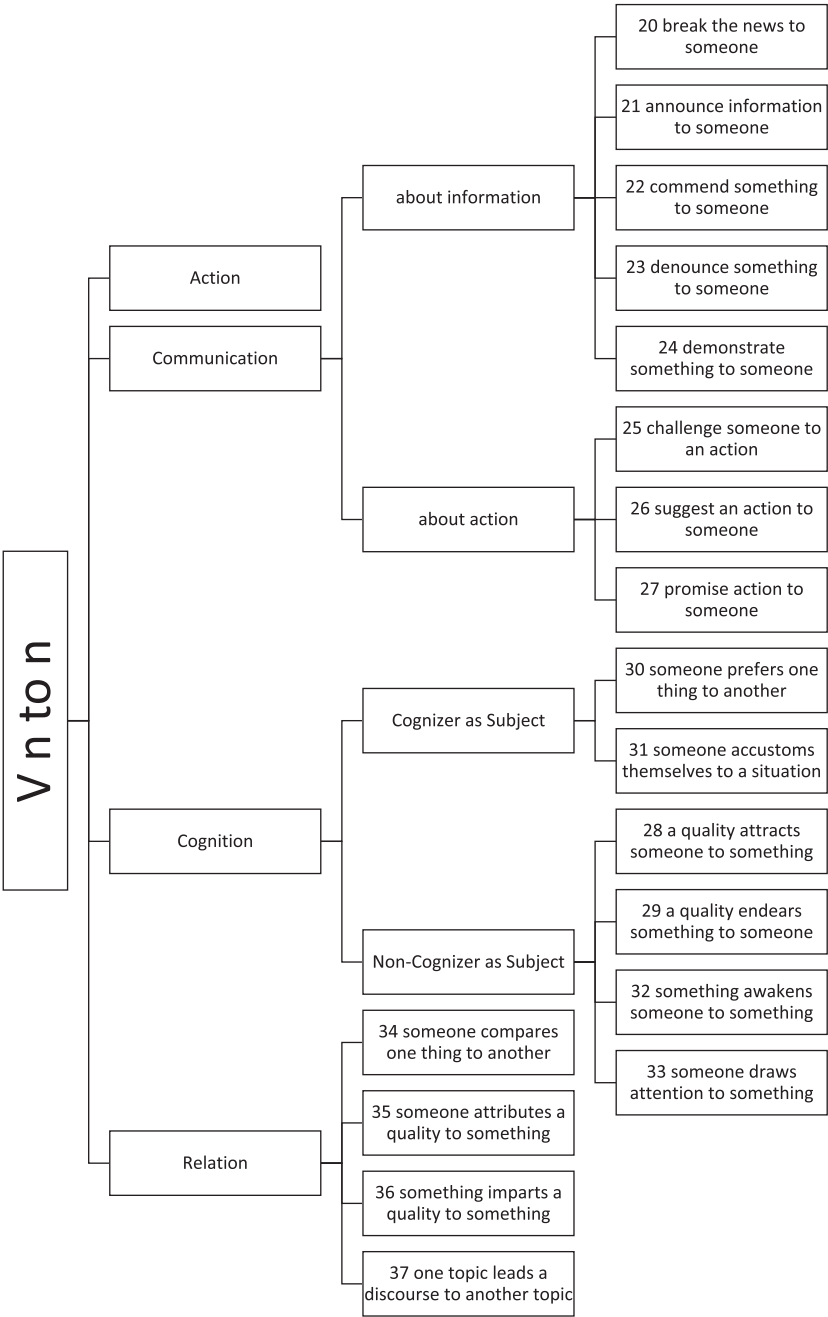 V n to n
Action
Communication
about information
20 break the news to
someone
21 announce information
to someone
22 commend something
to someone
23 denounce something
to someone
24 demonstrate
something to someone
about action
25 challenge someone to
an action
26 suggest an action to
someone
27 promise action to
someone
Cognition
Cognizer as Subject
30 someone prefers one
thing to another
31 someone accustoms
themselves to a situation
Non-Cognizer as Subject
28 a quality attracts
someone to something
29 a quality endears
something to someone
32 something awakens
someone to something
33 someone draws
attention to something
Relation
34 someone compares
one thing to another
35 someone attributes a
quality to something
36 something imparts a
quality to something
37 one topic leads a
discourse to another topic